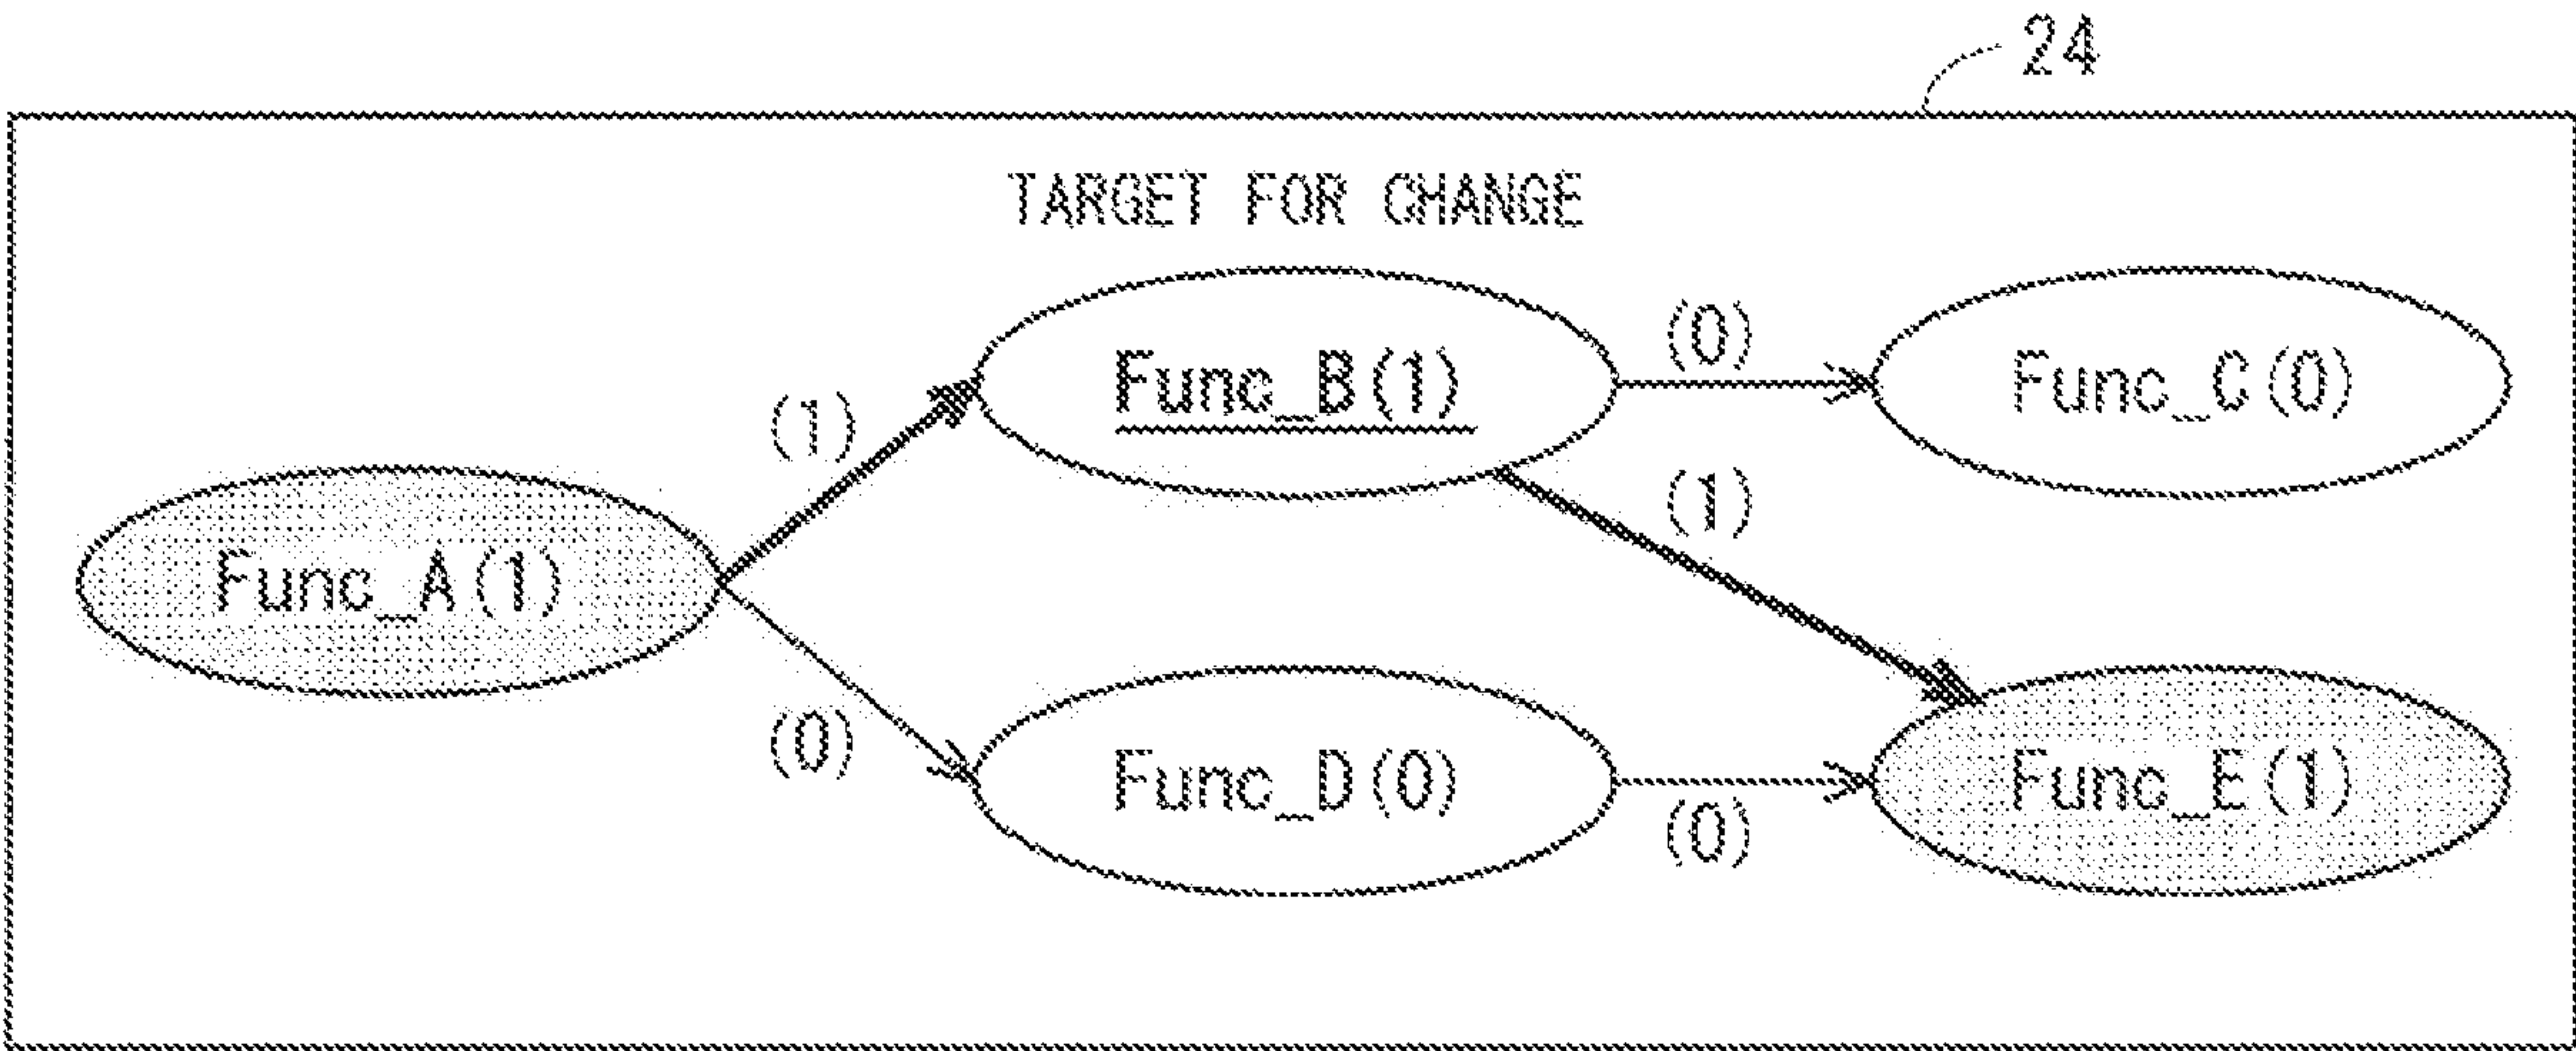 24
TARGET FOR CHANGE
(0)
Func_B(1)
Func_C(0)
(1)
(1)
Func_A(1)
(0)
Func_D(0)
Func_E(1)
(0)